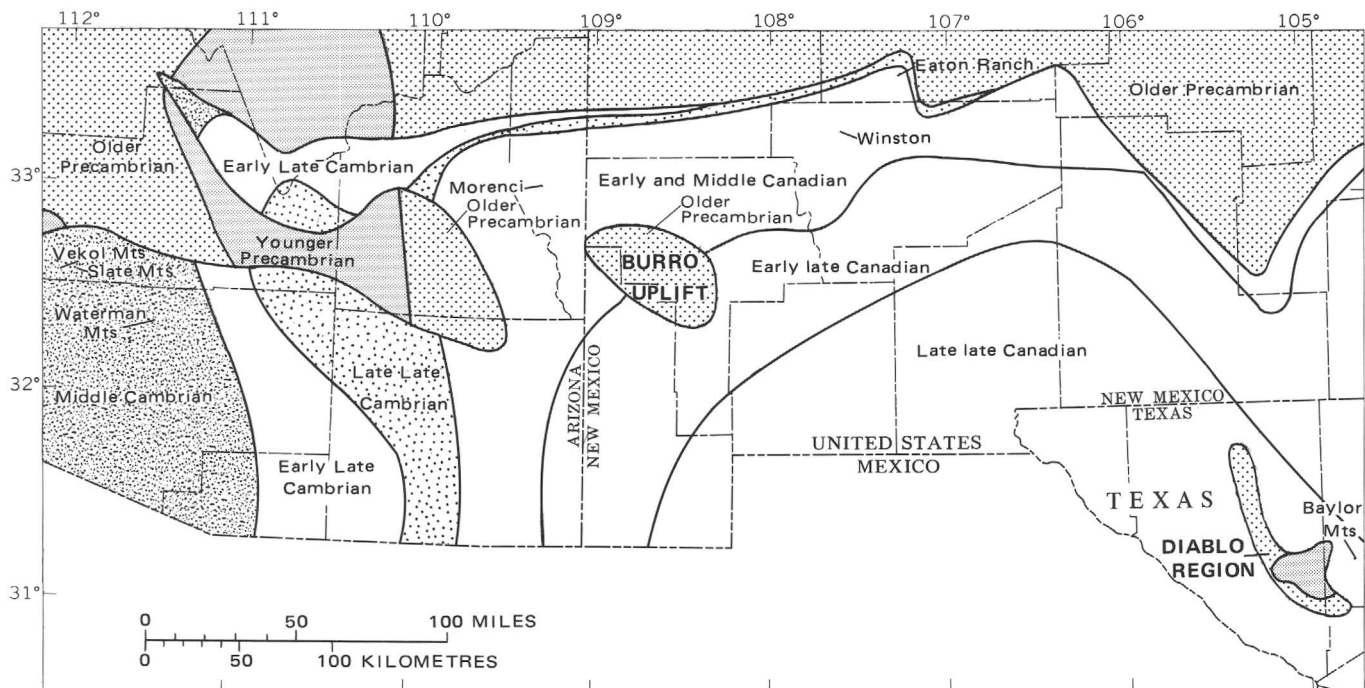 112° 111° 110° 109° 108° 107° 106° 105°
Eaton Ranch
Older Precambrian
Winston
Older
Precambrian
Early Late Cambrian
33°
Morenci
Older
Precambrian
Early and Middle Canadian
Older
Precambrian
Younger
Precambrian
Vekol Mts
Slate Mts
BURRO
UPLIFT
Early late Canadian
Waterman
Mts
Late late Canadian
32°
Middle Cambrian
Late Late
Cambrian
ARIZONA
NEW MEXICO
NEW MEXICO
TEXAS
UNITED STATES
MEXICO
Early Late
Cambrian
TEXAS
Baylor
Mts
DIABLO
REGION
31°
0 50 100 MILES
0 50 100 KILOMETRES